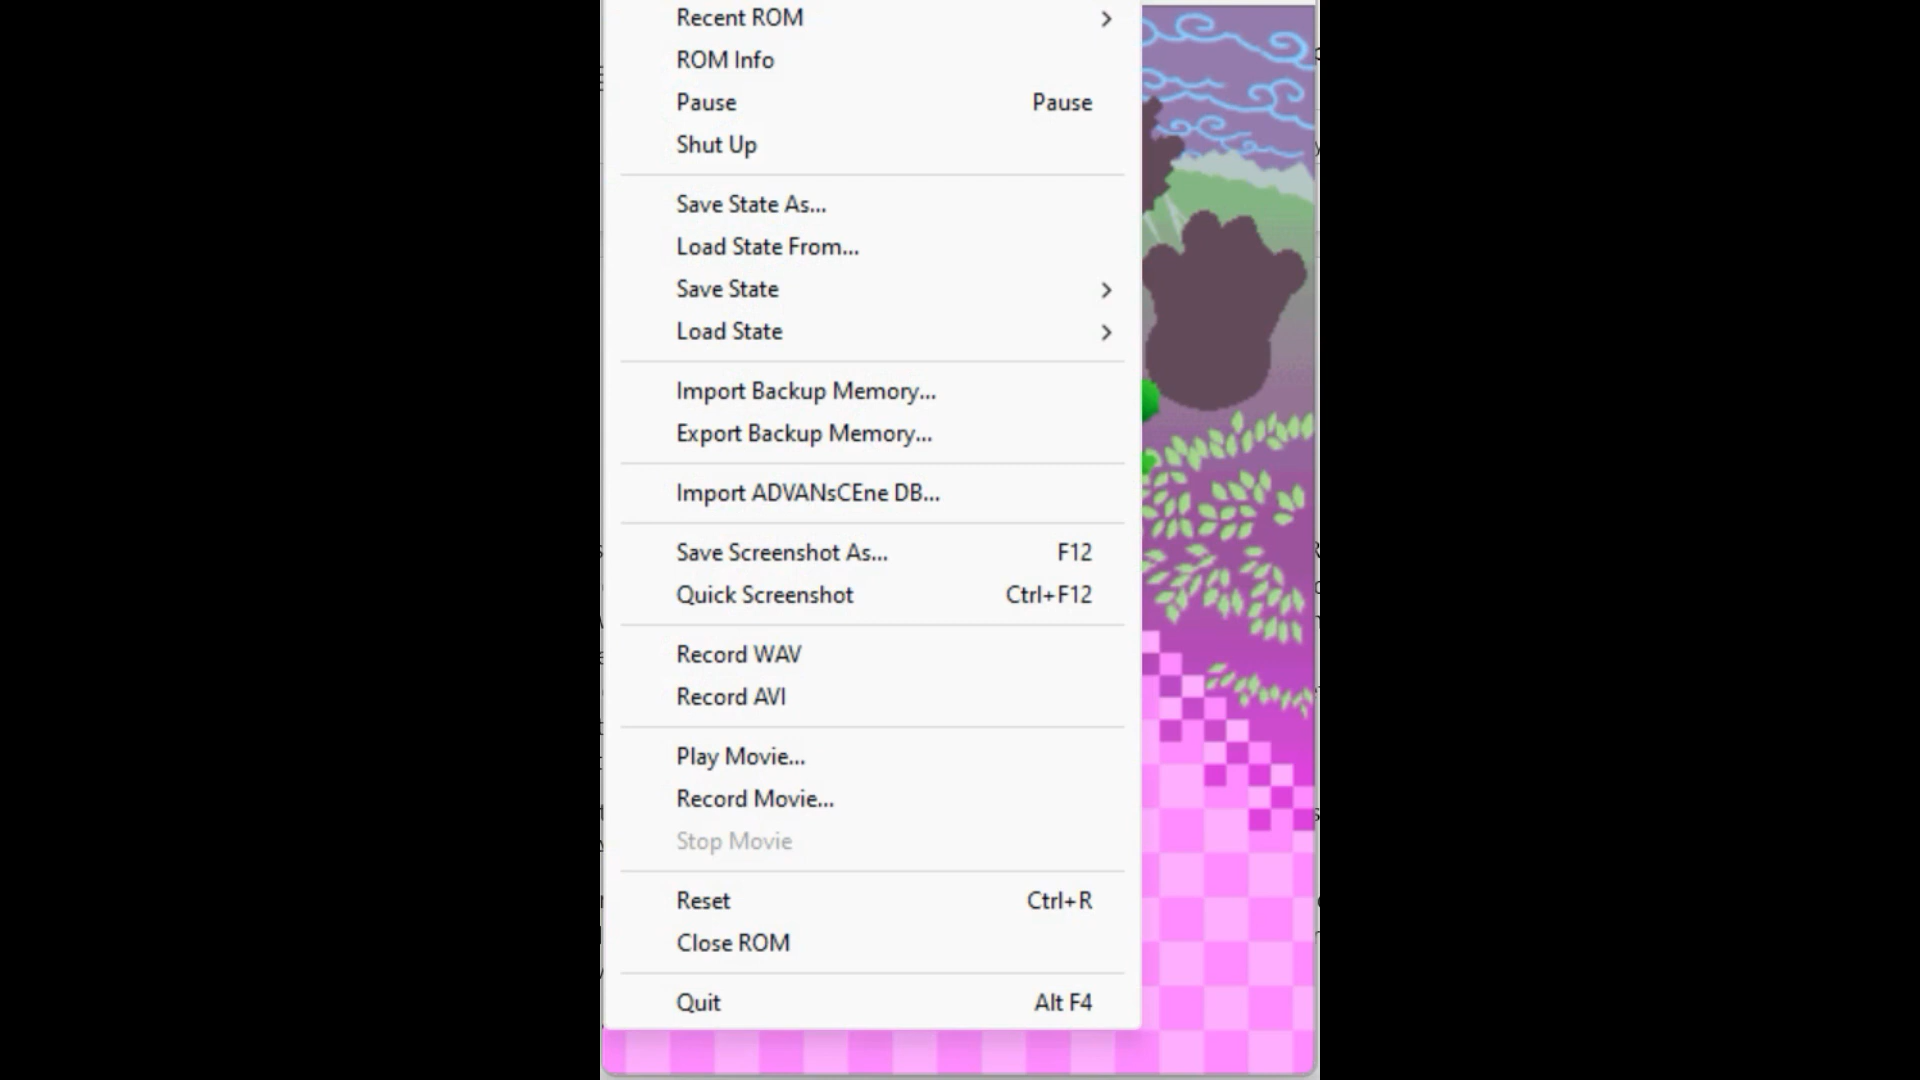 Recent ROM
ROM Info
Pause Pause
Shut Up
Save State As...
Load State From...
Save State
Load State
Import Backup Memory...
Export Backup Memory...
Import ADVANsCEne DB...
Save Screenshot As... F12
Quick Screenshot Ctrl+F12
Record WAV
Record AVI
Play Movie...
Record Movie...
Stop Movie
Reset Ctrl+R
Close ROM
Quit Alt F4